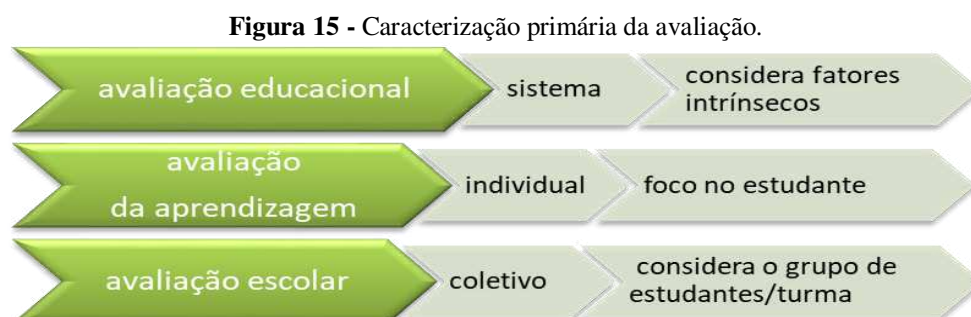 Figura 15 - Caracterização primária da avaliação.
avaliação educacional
sistema
considera fatores
intrínsecos
avaliação
da aprendizagem
individual
foco no estudante
avaliação escolar
coletivo
considera o grupo de
estudantes/turma